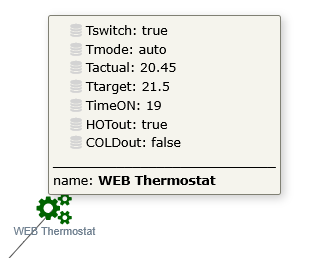 Tswitch: true
Tmode: auto
Tactual: 20.45
Ttarget: 21.5
TimeON: 19
HOTout: true
COLDout: false
name: WEB Thermostat
WEB Thermostat